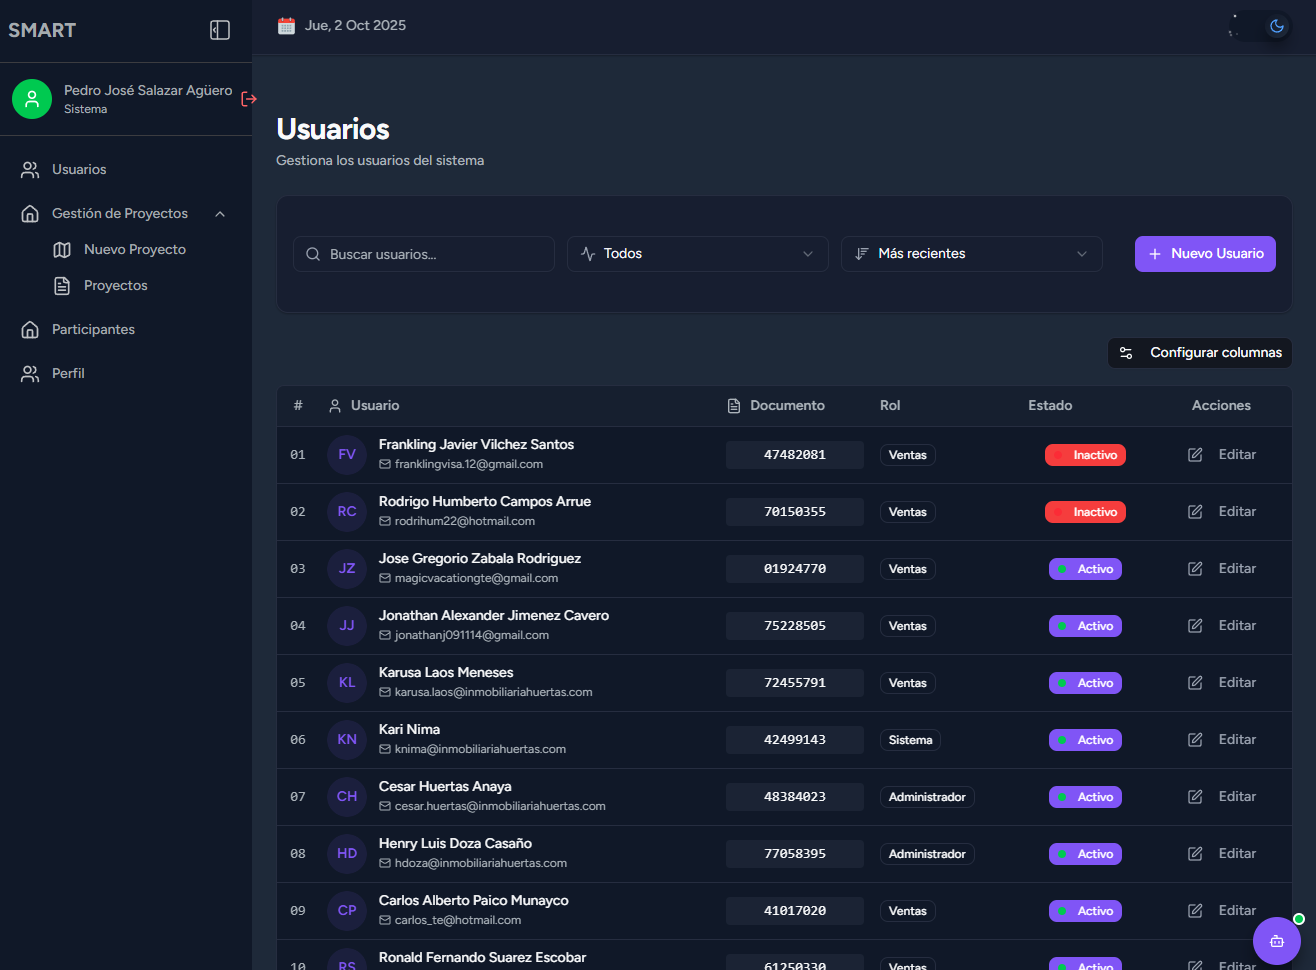 SMART
Jue, 2 Oct 2025
Pedro José Salazar Agüero
Sistema
Usuarios
Gestión de Proyectos
Nuevo Proyecto
Proyectos
Participantes
Perfil
Usuarios
Gestiona los usuarios del sistema
Buscar usuarios... Todos Más recientes Nuevo Usuario
Configurar columnas
# Usuario Documento Rol Estado Acciones
01 FV Frankling Javier Vilchez Santos 47482081 Ventas Inactivo Editar
franklingvisa.12@gmail.com
02 RC Rodrigo Humberto Campos Arrue 70150355 Ventas Inactivo Editar
rodrihum22@hotmail.com
03 JZ Jose Gregorio Zabala Rodriguez 01924770 Ventas Activo Editar
magicvacationgte@gmail.com
04 JJ Jonathan Alexander Jimenez Cavero 75228505 Ventas Activo Editar
jonathanj091114@gmail.com
05 KL Karusa Laos Meneses 72455791 Ventas Activo Editar
karusa.laos@inmobiliariahuertas.com
06 KN Kari Nima 42499143 Sistema Activo Editar
knima@inmobiliariahuertas.com
07 CH Cesar Huertas Anaya 48384023 Administrador Activo Editar
cesar.huertas@inmobiliariahuertas.com
08 HD Henry Luis Doza Casaño 77058395 Administrador Activo Editar
hdoza@inmobiliariahuertas.com
09 CP Carlos Alberto Paico Munayco 41017020 Ventas Activo Editar
carlos_te@hotmail.com
10 RS Ronald Fernando Suarez Escobar 61250330 Ventas Activo Editar